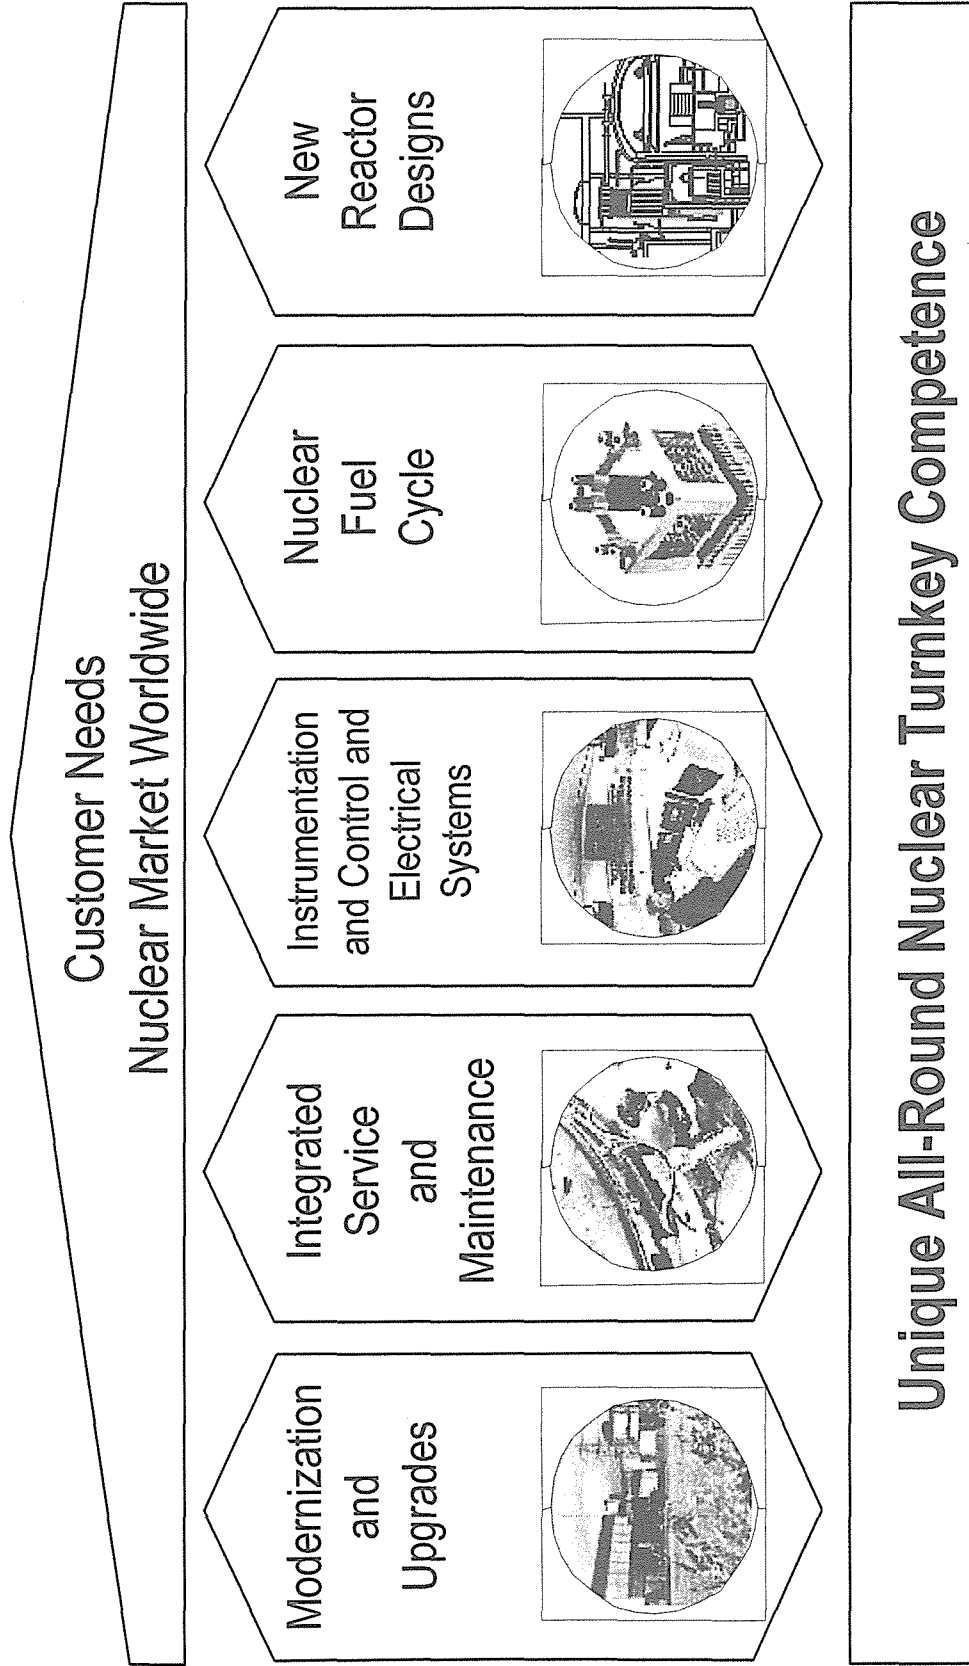 Customer Needs
Nuclear Market Worldwide
Modernization
and
Upgrades
Integrated
Service
and
Maintenance
Instrumentation
and Control and
Electrical
Systems
Nuclear
Fuel
Cycle
New
Reactor
Designs
Unique All-Round Nuclear Turnkey Competence